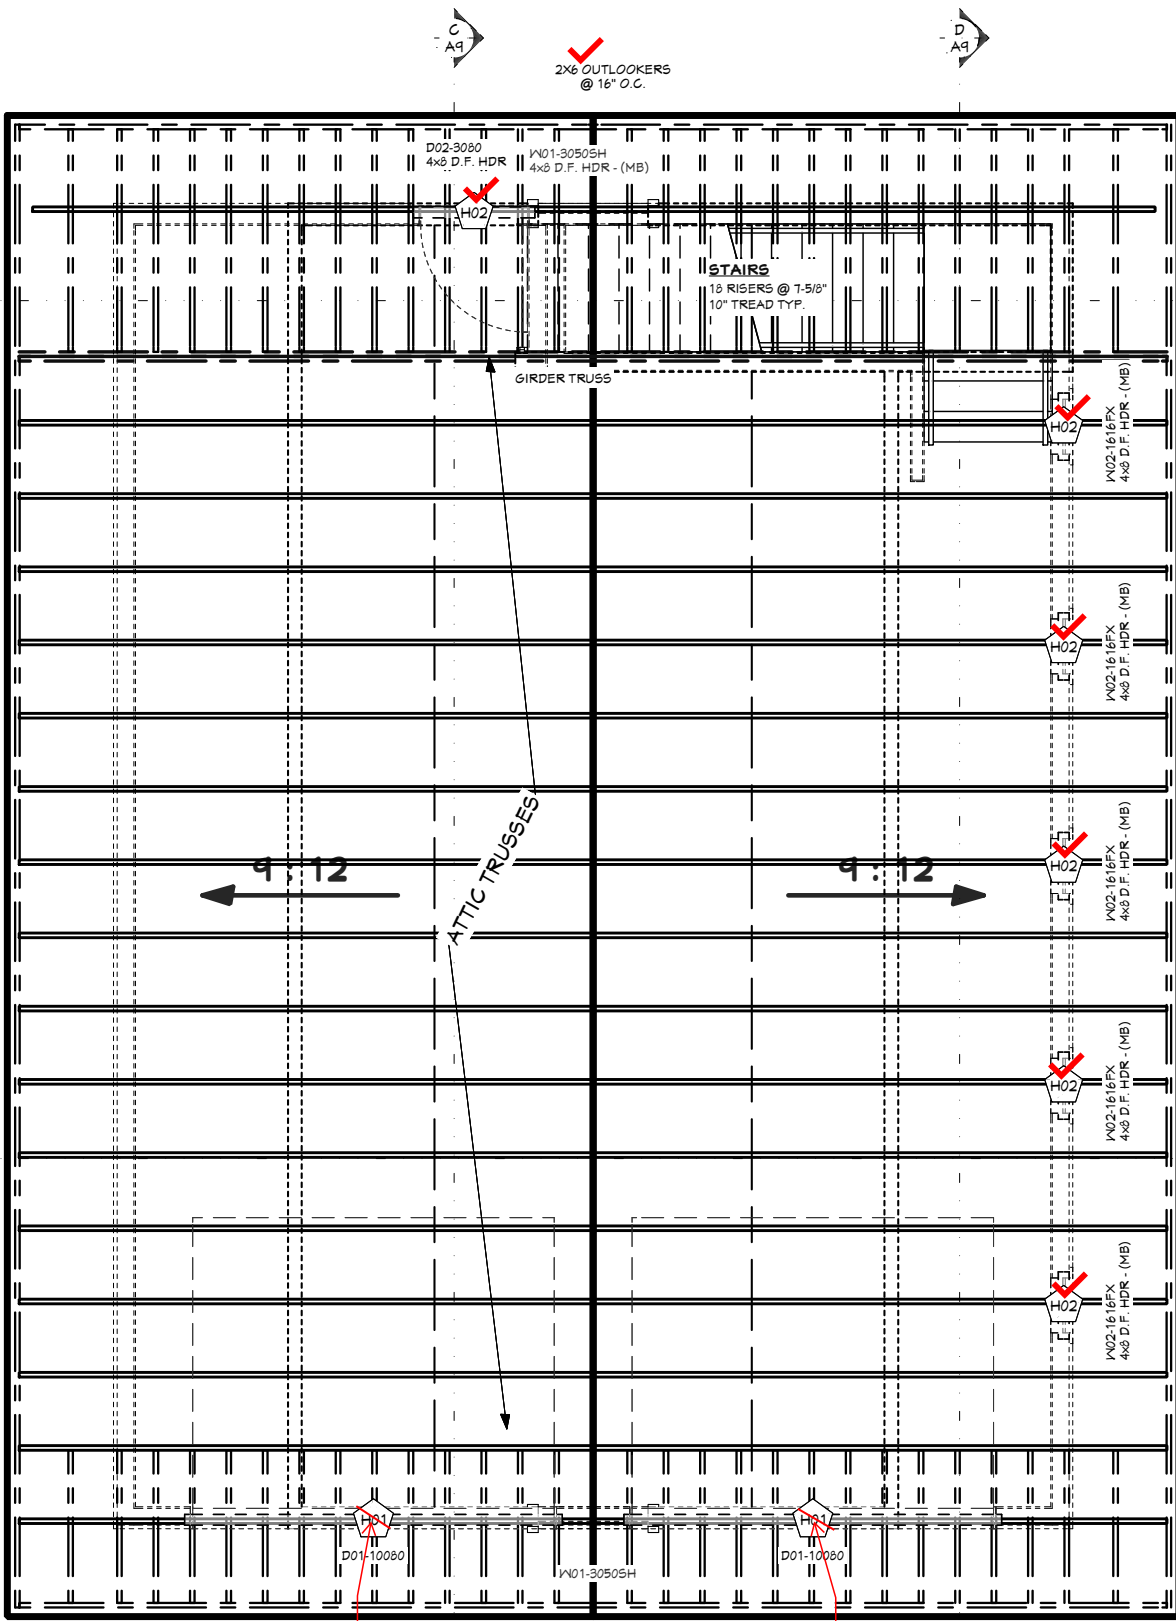 C
A9
D
A9
2X6 OUTLOOKERS
@ 16" O.C.
D02-3080
4x8 D.F. HDR
W01-3050SH
4x8 D.F. HDR - (MB)
H02
STAIRS
18 RISERS @ 7-5/8"
10" TREAD TYP.
GIRDER TRUSS
H02
W02-1616FX
4x8 D.F. HDR - (MB)
H02
W02-1616FX
4x8 D.F. HDR - (MB)
ATTIC TRUSSES
9 : 12
9 : 12
H02
W02-1616FX
4x8 D.F. HDR - (MB)
H02
W02-1616FX
4x8 D.F. HDR - (MB)
H02
W02-1616FX
4x8 D.F. HDR - (MB)
H01
H01
D01-10080
D01-10080
W01-3050SH